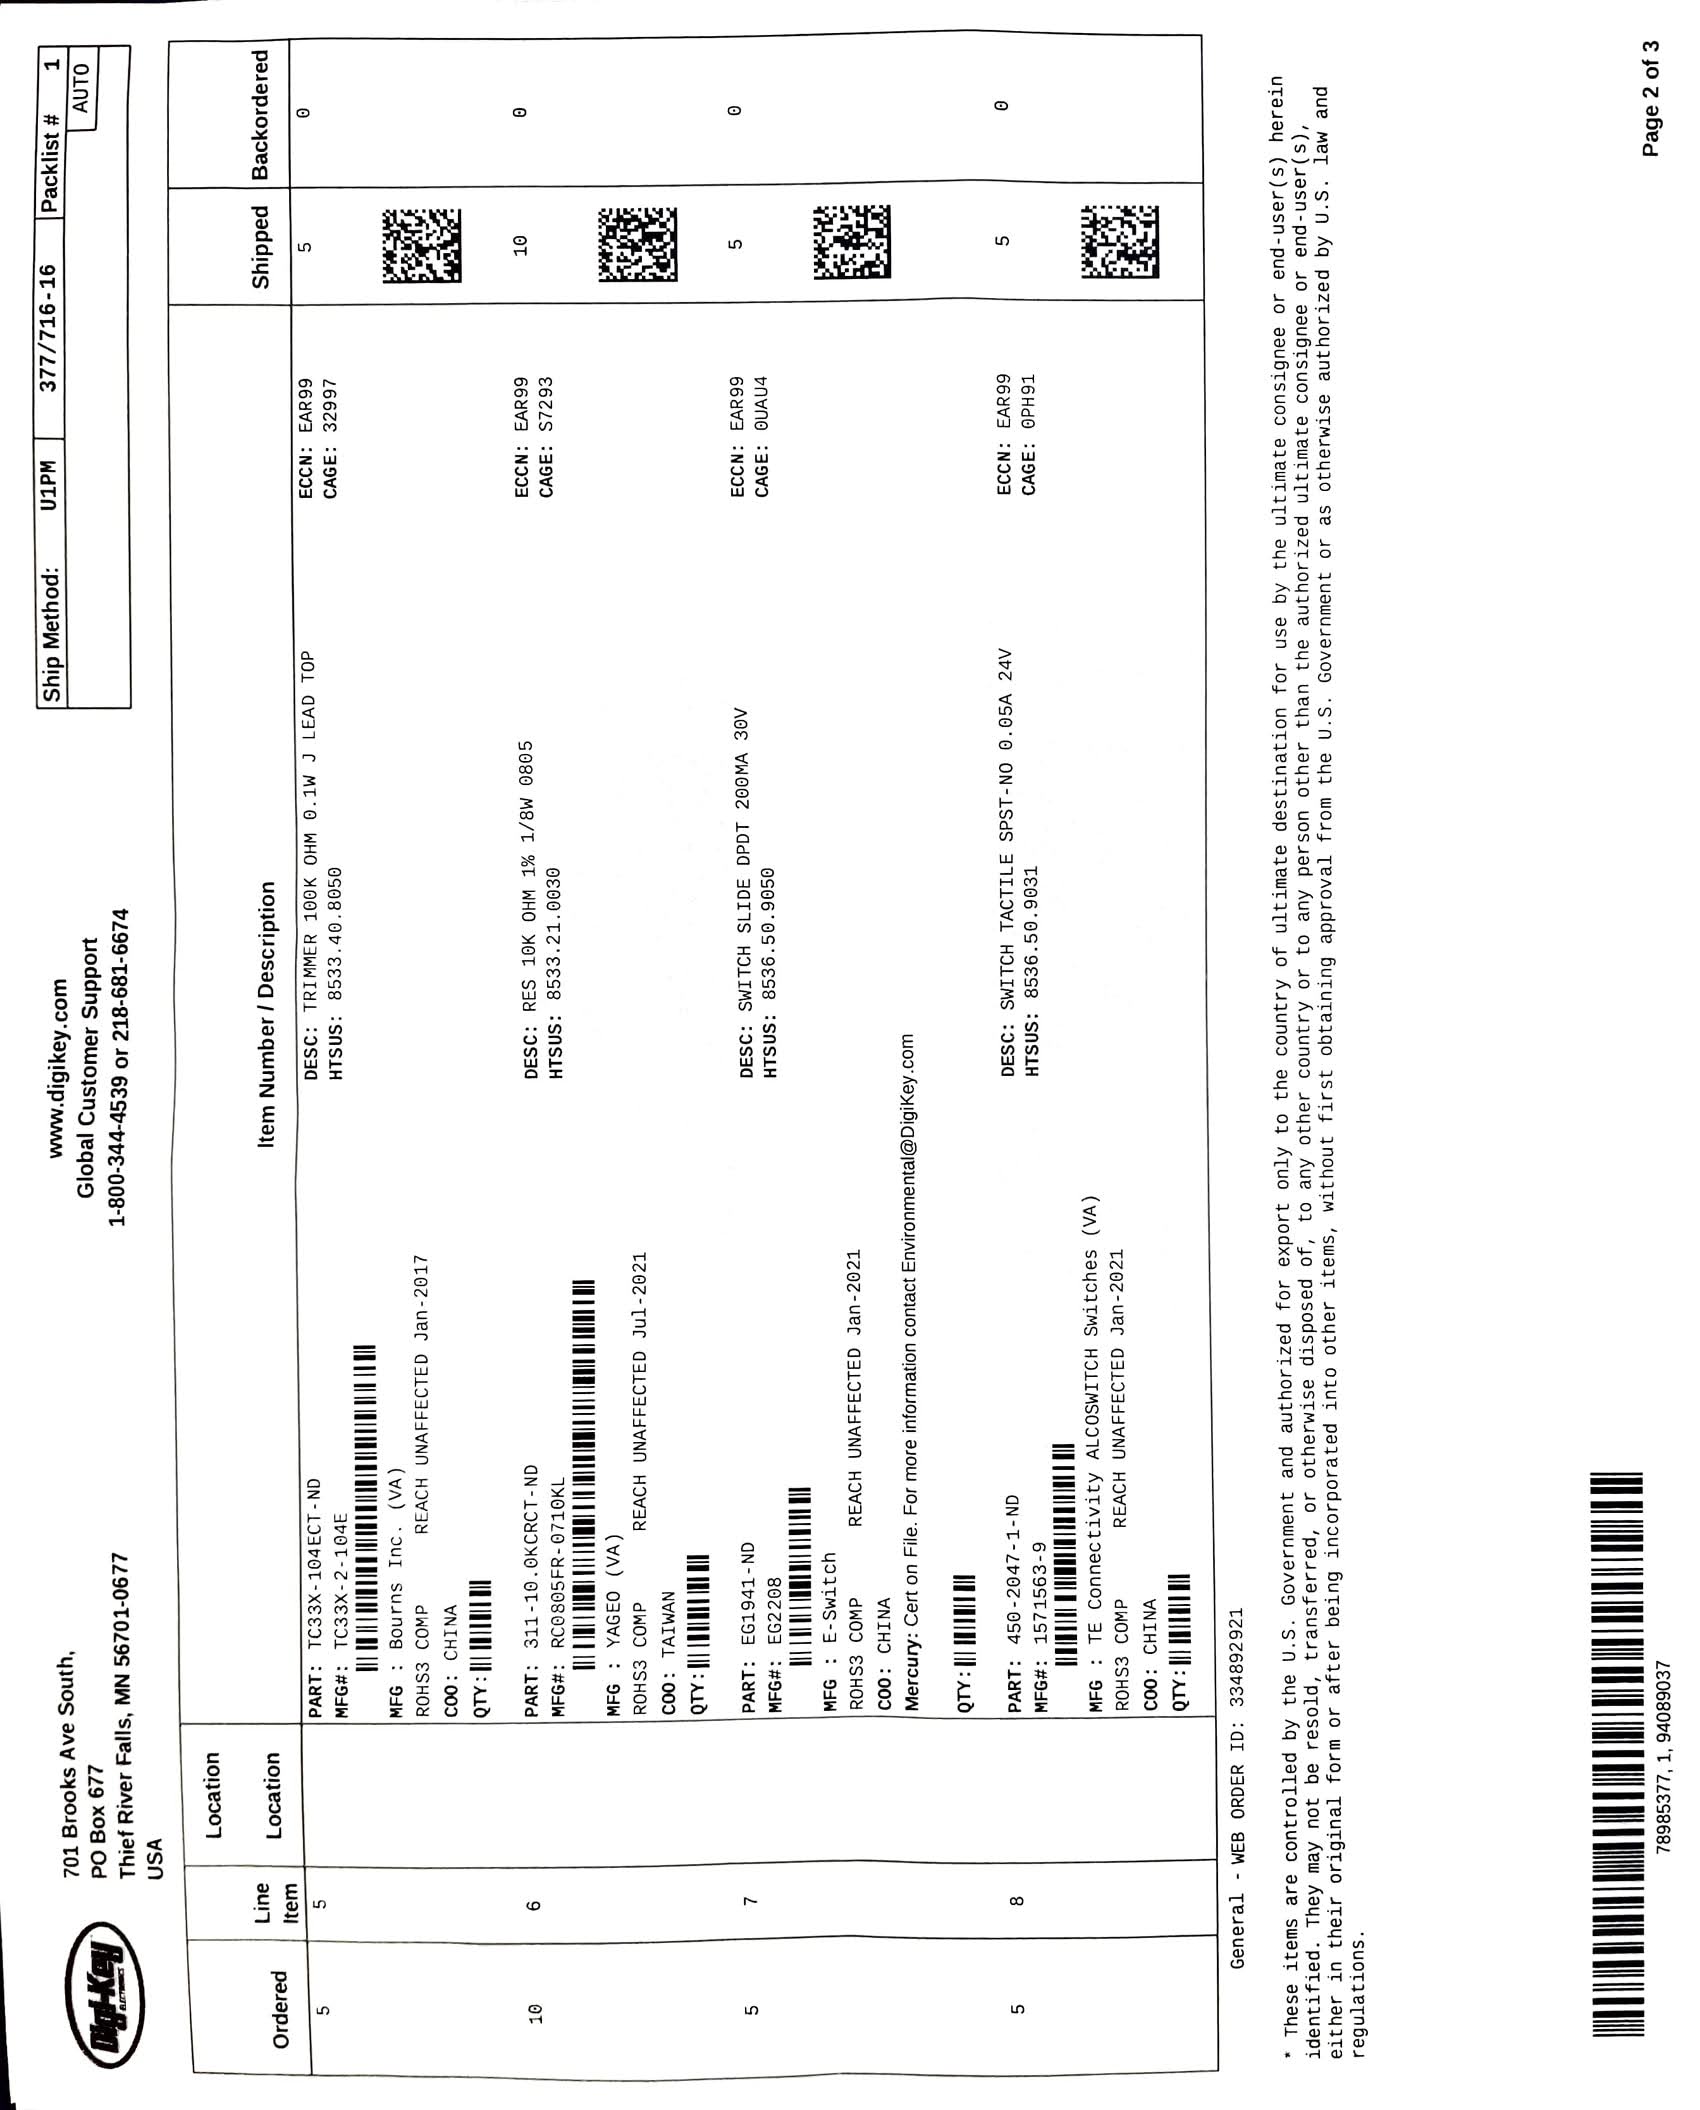 Digi-Key
ELECTRONICS
701 Brooks Ave South,
PO Box 677
Thief River Falls, MN 56701-0677
USA
www.digikey.com
Global Customer Support
1-800-344-4539 or 218-681-6674
Ship Method: U1PM 377/716-16 Packlist # 1
AUTO
Location
Ordered Line Item Location Item Number / Description Shipped Backordered
5 5 PART: TC33X-104ECT-ND DESC: TRIMMER 100K OHM 0.1W J LEAD TOP ECCN: EAR99 5 0
MFG#: TC33X-2-104E HTSUS: 8533.40.8050 CAGE: 32997
MFG : Bourns Inc. (VA)
ROHS3 COMP REACH UNAFFECTED Jan-2017
COO: CHINA
QTY:
10 6 PART: 311-10.0KCRCT-ND DESC: RES 10K OHM 1% 1/8W 0805 ECCN: EAR99 10 0
MFG#: RC0805FR-0710KL HTSUS: 8533.21.0030 CAGE: S7293
MFG : YAGEO (VA)
ROHS3 COMP REACH UNAFFECTED Jul-2021
COO: TAIWAN
QTY:
5 7 PART: EG1941-ND DESC: SWITCH SLIDE DPDT 200MA 30V ECCN: EAR99 5 0
MFG#: EG2208 HTSUS: 8536.50.9050 CAGE: 0UAU4
MFG : E-Switch
ROHS3 COMP REACH UNAFFECTED Jan-2021
COO: CHINA
Mercury: Cert on File. For more information contact Environmental@DigiKey.com
QTY:
5 8 PART: 450-2047-1-ND DESC: SWITCH TACTILE SPST-NO 0.05A 24V ECCN: EAR99 5 0
MFG#: 1571563-9 HTSUS: 8536.50.9031 CAGE: 0PH91
MFG : TE Connectivity ALCOSWITCH Switches (VA)
ROHS3 COMP REACH UNAFFECTED Jan-2021
COO: CHINA
QTY:
General - WEB ORDER ID: 334892921
* These items are controlled by the U.S. Government and authorized for export only to the country of ultimate destination for use by the ultimate consignee or end-user(s) herein
identified. They may not be resold, transferred, or otherwise disposed of, to any other country or to any person other than the authorized ultimate consignee or end-user(s),
either in their original form or after being incorporated into other items, without first obtaining approval from the U.S. Government or as otherwise authorized by U.S. law and
regulations.
78985377, 1, 94089037
Page 2 of 3